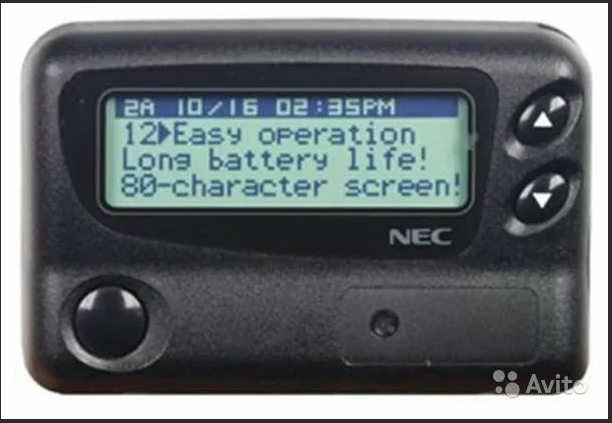 2A 10/16 02:35PM
12▶Easy operation
Long battery life!
80-character screen!
NEC
Avito